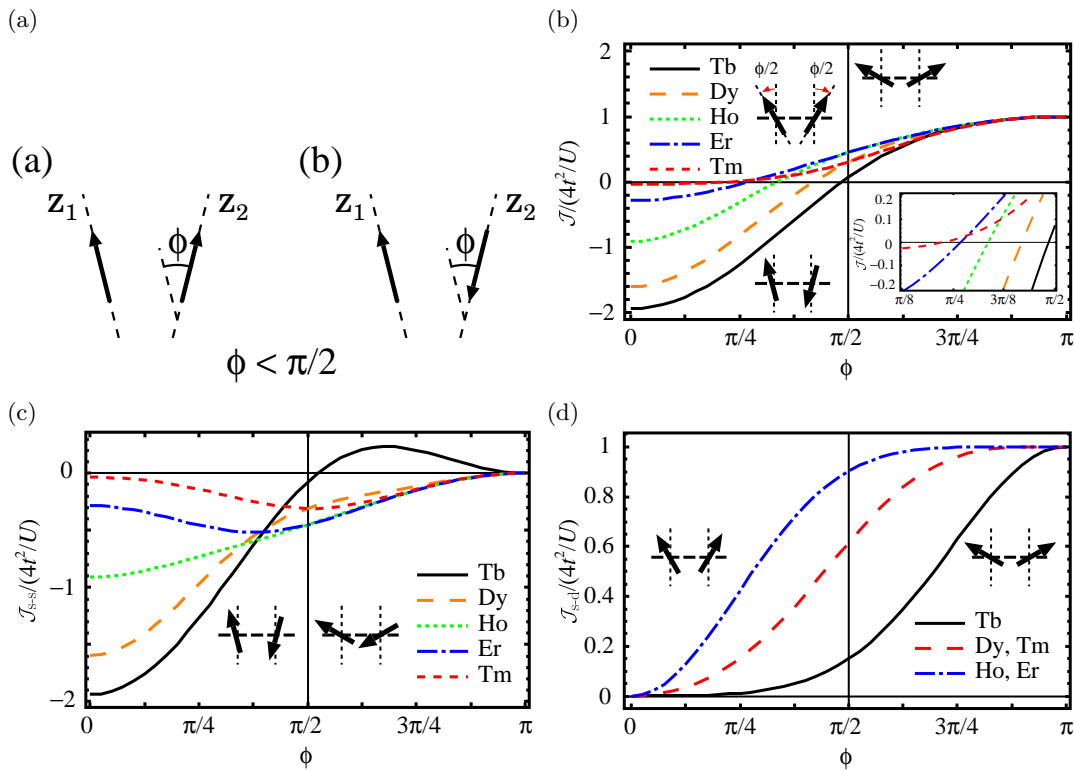 (a)
(a)
z₁
z₂
ϕ
(b)
z₁
z₂
ϕ
ϕ < π/2
(b)
𝒥/(4t²/U)
2
1
0
−1
−2
Tb
Dy
Ho
Er
Tm
ϕ/2
ϕ/2
𝒥/(4t²/U)
0.2
0.1
0
−0.1
−0.2
π/8
π/4
3π/8
π/2
0
π/4
π/2
3π/4
π
ϕ
(c)
𝒥s-s/(4t²/U)
0
−1
−2
Tb
Dy
Ho
Er
Tm
0
π/4
π/2
3π/4
π
ϕ
(d)
𝒥s-d/(4t²/U)
1
0.8
0.6
0.4
0.2
0
Tb
Dy, Tm
Ho, Er
0
π/4
π/2
3π/4
π
ϕ